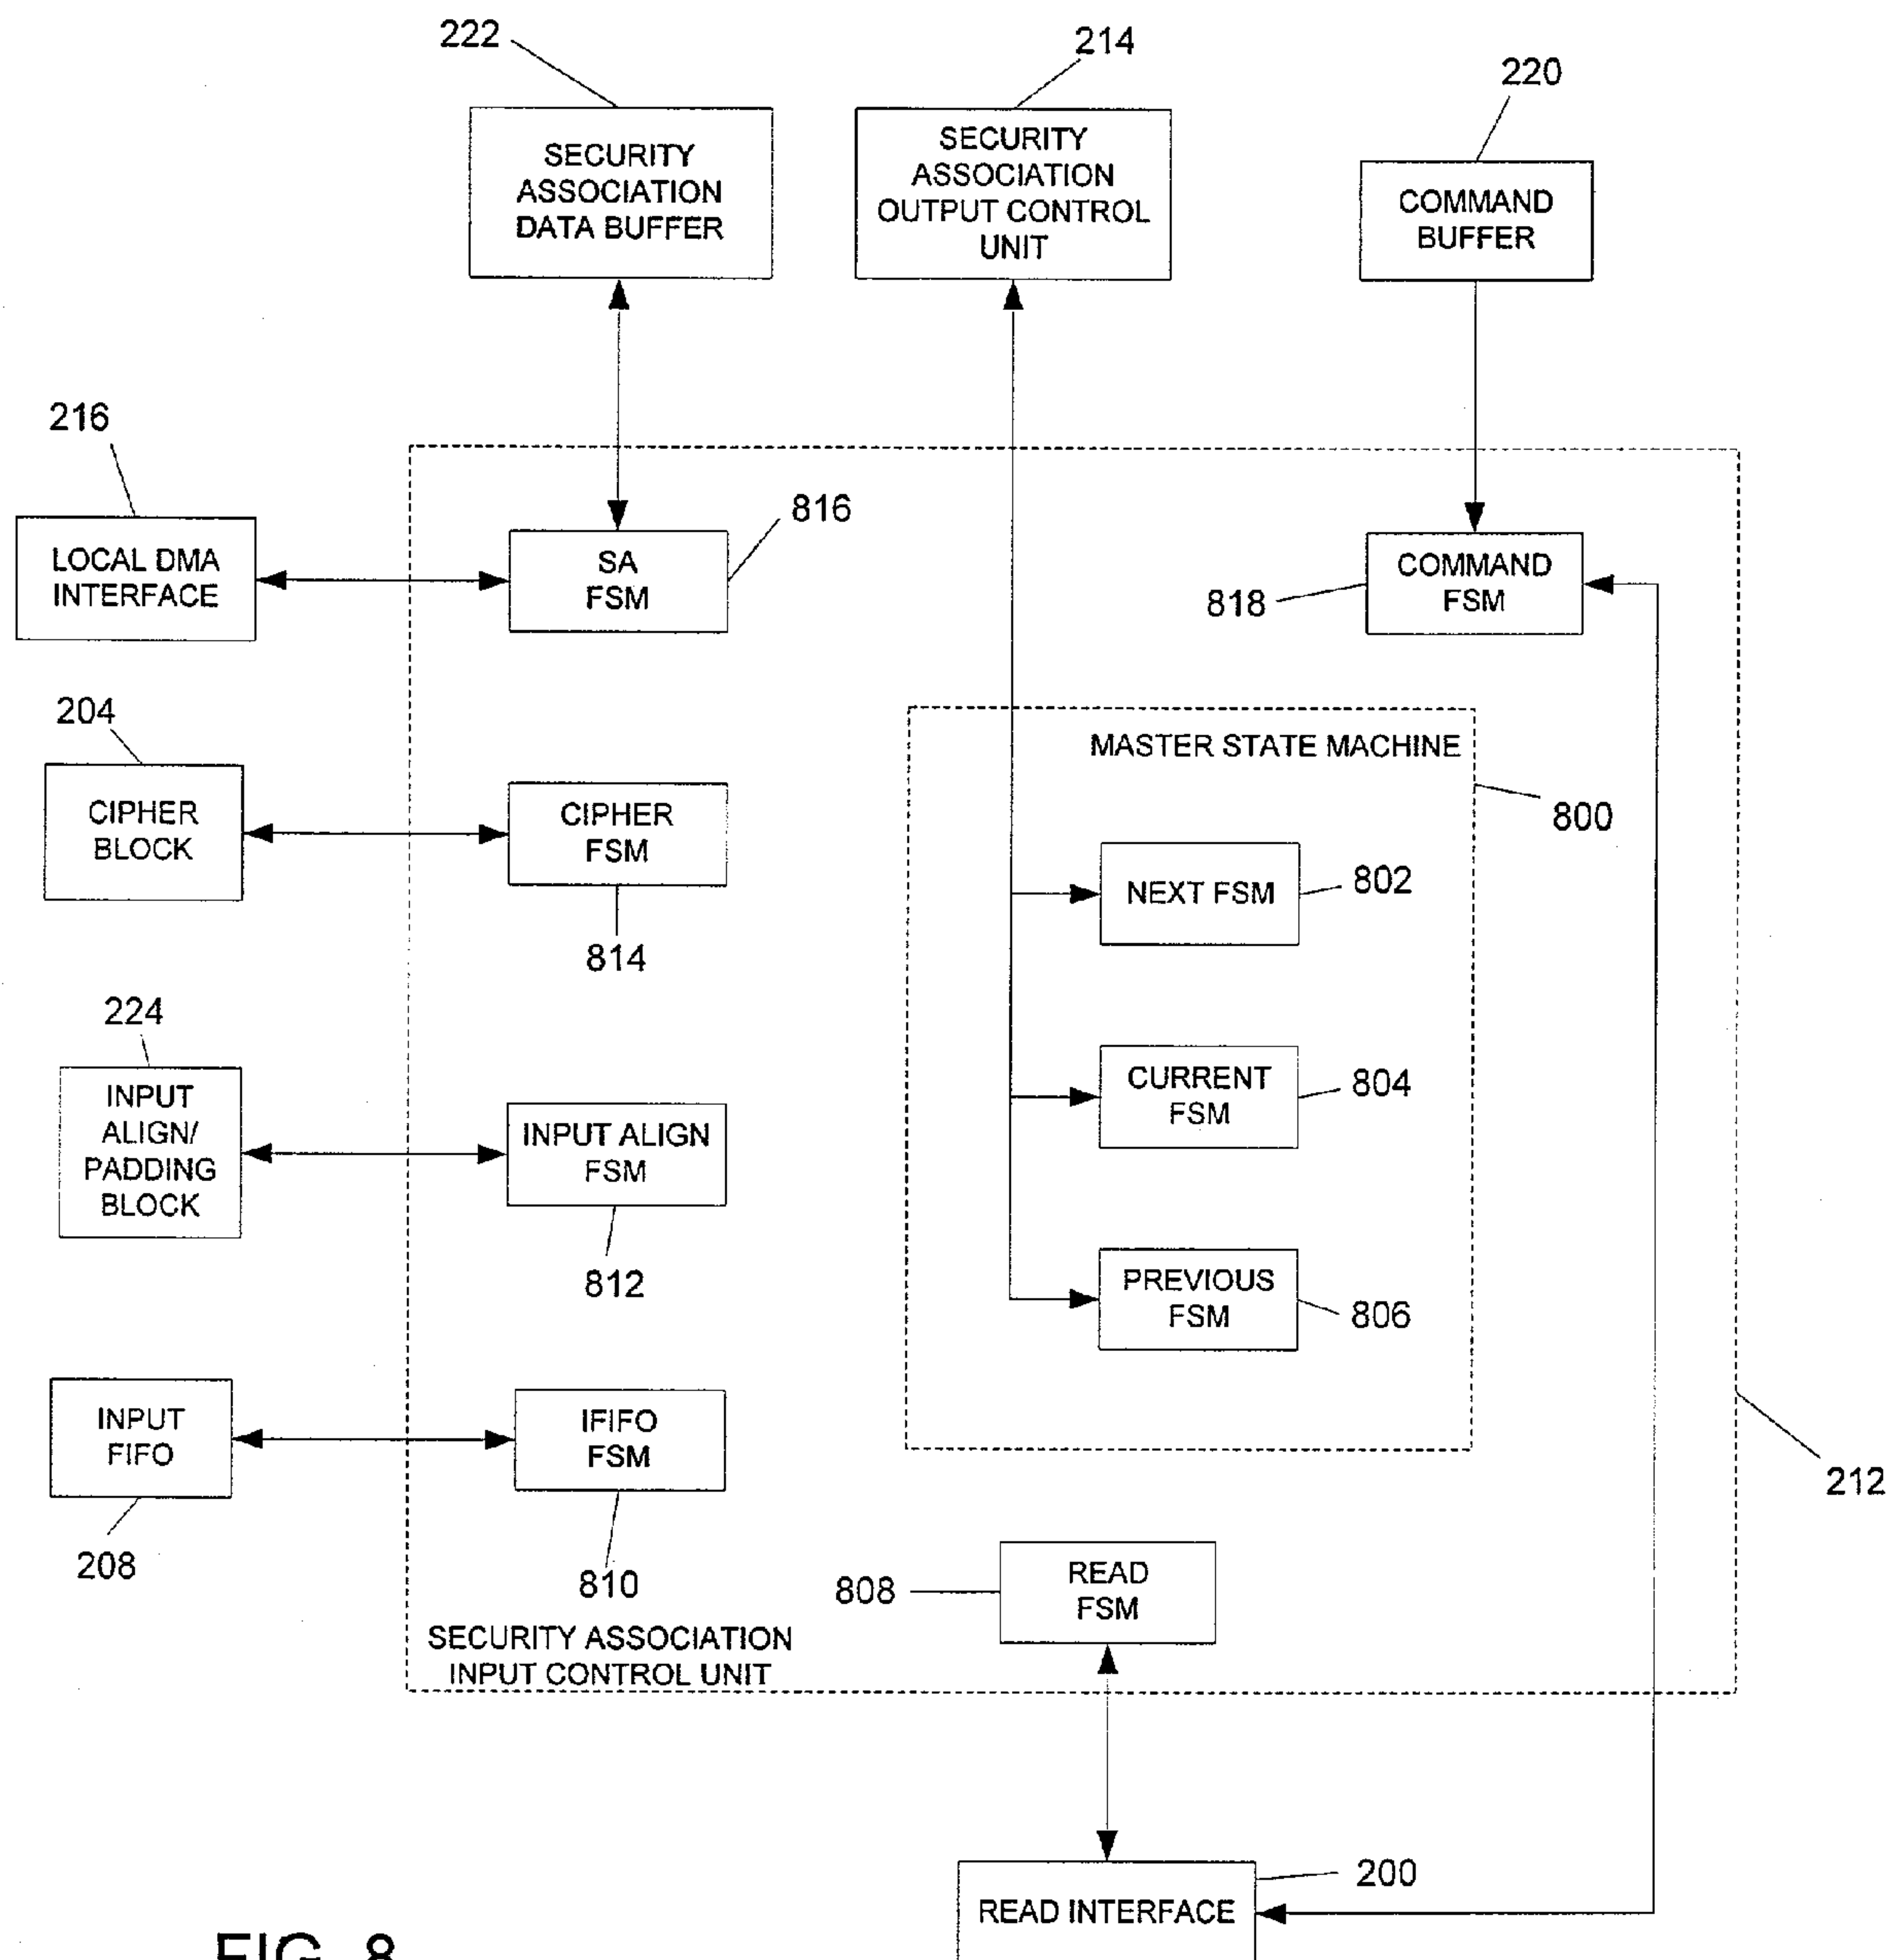 222
214
220
SECURITY
ASSOCIATION
DATA BUFFER
SECURITY
ASSOCIATION
OUTPUT CONTROL
UNIT
COMMAND
BUFFER
216
LOCAL DMA
INTERFACE
SA
FSM
816
COMMAND
FSM
818
204
CIPHER
BLOCK
CIPHER
FSM
814
MASTER STATE MACHINE
800
NEXT FSM
802
224
INPUT
ALIGN/
PADDING
BLOCK
INPUT ALIGN
FSM
812
CURRENT
FSM
804
PREVIOUS
FSM
806
INPUT
FIFO
208
IFIFO
FSM
810
212
READ
FSM
808
SECURITY ASSOCIATION
INPUT CONTROL UNIT
200
READ INTERFACE
FIG. 8